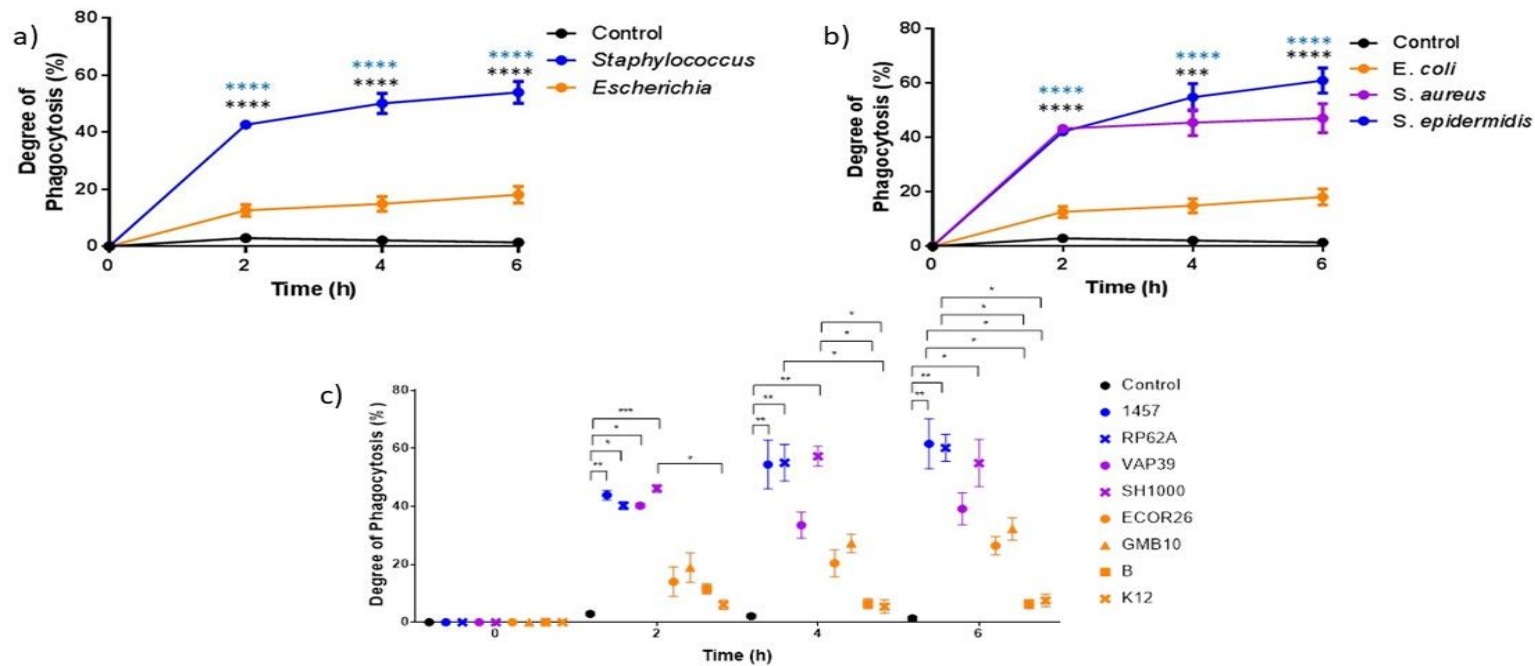 a)
Degree of
Phagocytosis (%)
80
60
40
20
0
****
****
****
****
****
****
0 2 4 6
Time (h)
Control
Staphylococcus
Escherichia
b)
Degree of
Phagocytosis (%)
80
60
40
20
0
****
****
****
***
****
****
0 2 4 6
Time (h)
Control
E. coli
S. aureus
S. epidermidis
c)
Degree of Phagocytosis (%)
80
60
40
20
0
***
*
*
**
*
*
*
*
**
**
**
*
*
*
*
*
**
**
0 2 4 6
Time (h)
Control
1457
RP62A
VAP39
SH1000
ECOR26
GMB10
B
K12